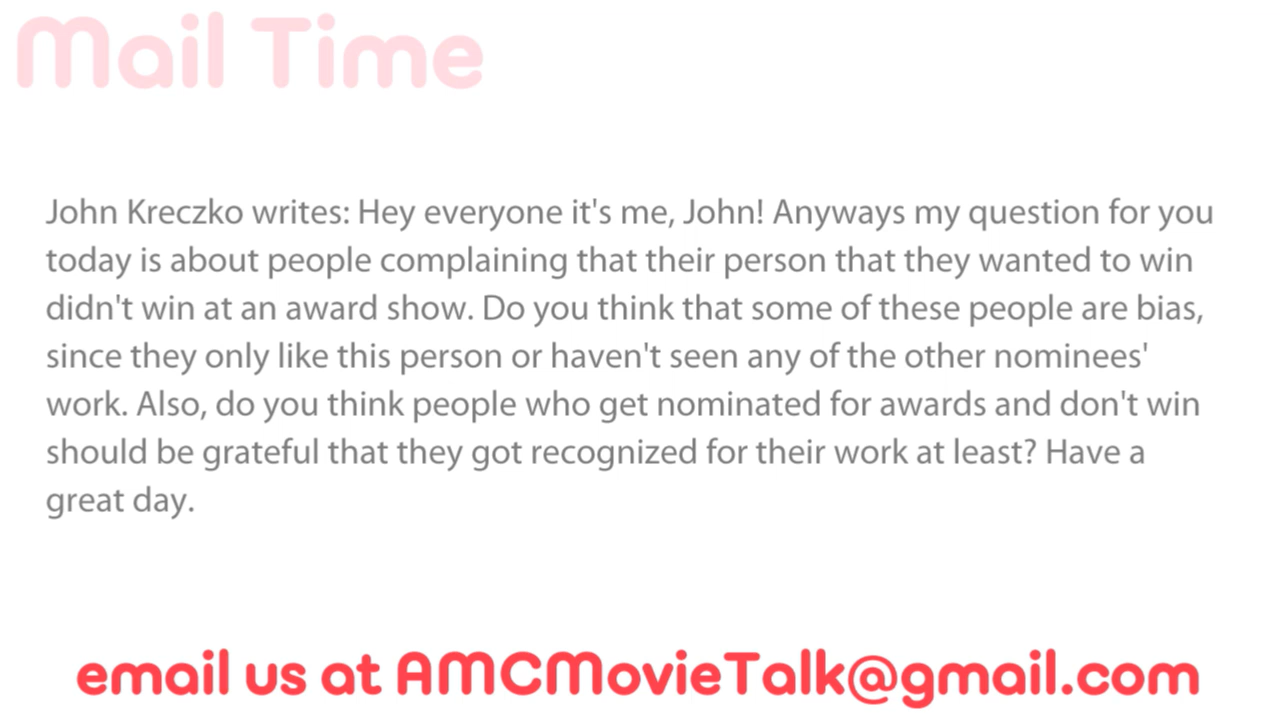 Mail Time
John Kreczko writes: Hey everyone it's me, John! Anyways my question for you
today is about people complaining that their person that they wanted to win
didn't win at an award show. Do you think that some of these people are bias,
since they only like this person or haven't seen any of the other nominees'
work. Also, do you think people who get nominated for awards and don't win
should be grateful that they got recognized for their work at least? Have a
great day.
email us at AMCMovieTalk@gmail.com